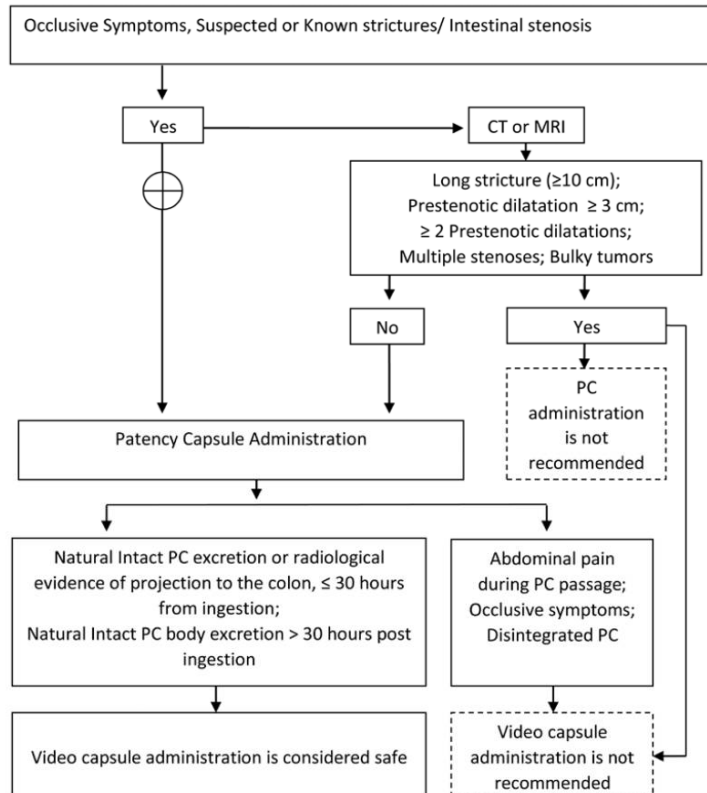 Occlusive Symptoms, Suspected or Known strictures/ Intestinal stenosis
Yes
CT or MRI
Long stricture (≥10 cm);
Prestenotic dilatation ≥ 3 cm;
≥ 2 Prestenotic dilatations;
Multiple stenoses; Bulky tumors
No
Yes
PC
administration
is not
recommended
Patency Capsule Administration
Natural Intact PC excretion or radiological
evidence of projection to the colon, ≤ 30 hours
from ingestion;
Natural Intact PC body excretion > 30 hours post
ingestion
Abdominal pain
during PC passage;
Occlusive symptoms;
Disintegrated PC
Video capsule administration is considered safe
Video capsule
administration is not
recommended